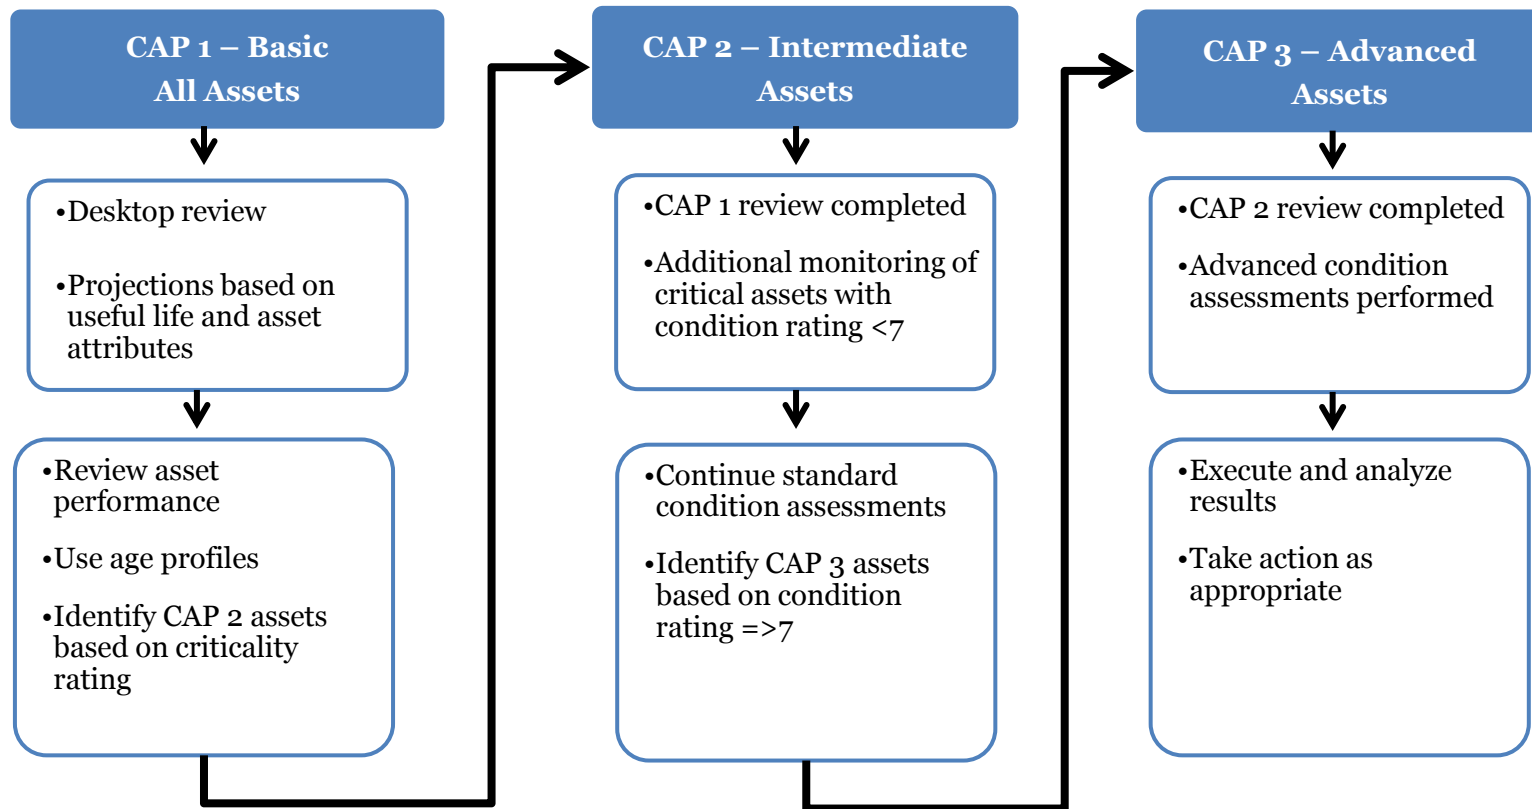 CAP 1 – Basic
All Assets
•Desktop review
•Projections based on
useful life and asset
attributes
•Review asset
performance
•Use age profiles
•Identify CAP 2 assets
based on criticality
rating
CAP 2 – Intermediate
Assets
•CAP 1 review completed
•Additional monitoring of
critical assets with
condition rating <7
•Continue standard
condition assessments
•Identify CAP 3 assets
based on condition
rating =>7
CAP 3 – Advanced
Assets
•CAP 2 review completed
•Advanced condition
assessments performed
•Execute and analyze
results
•Take action as
appropriate